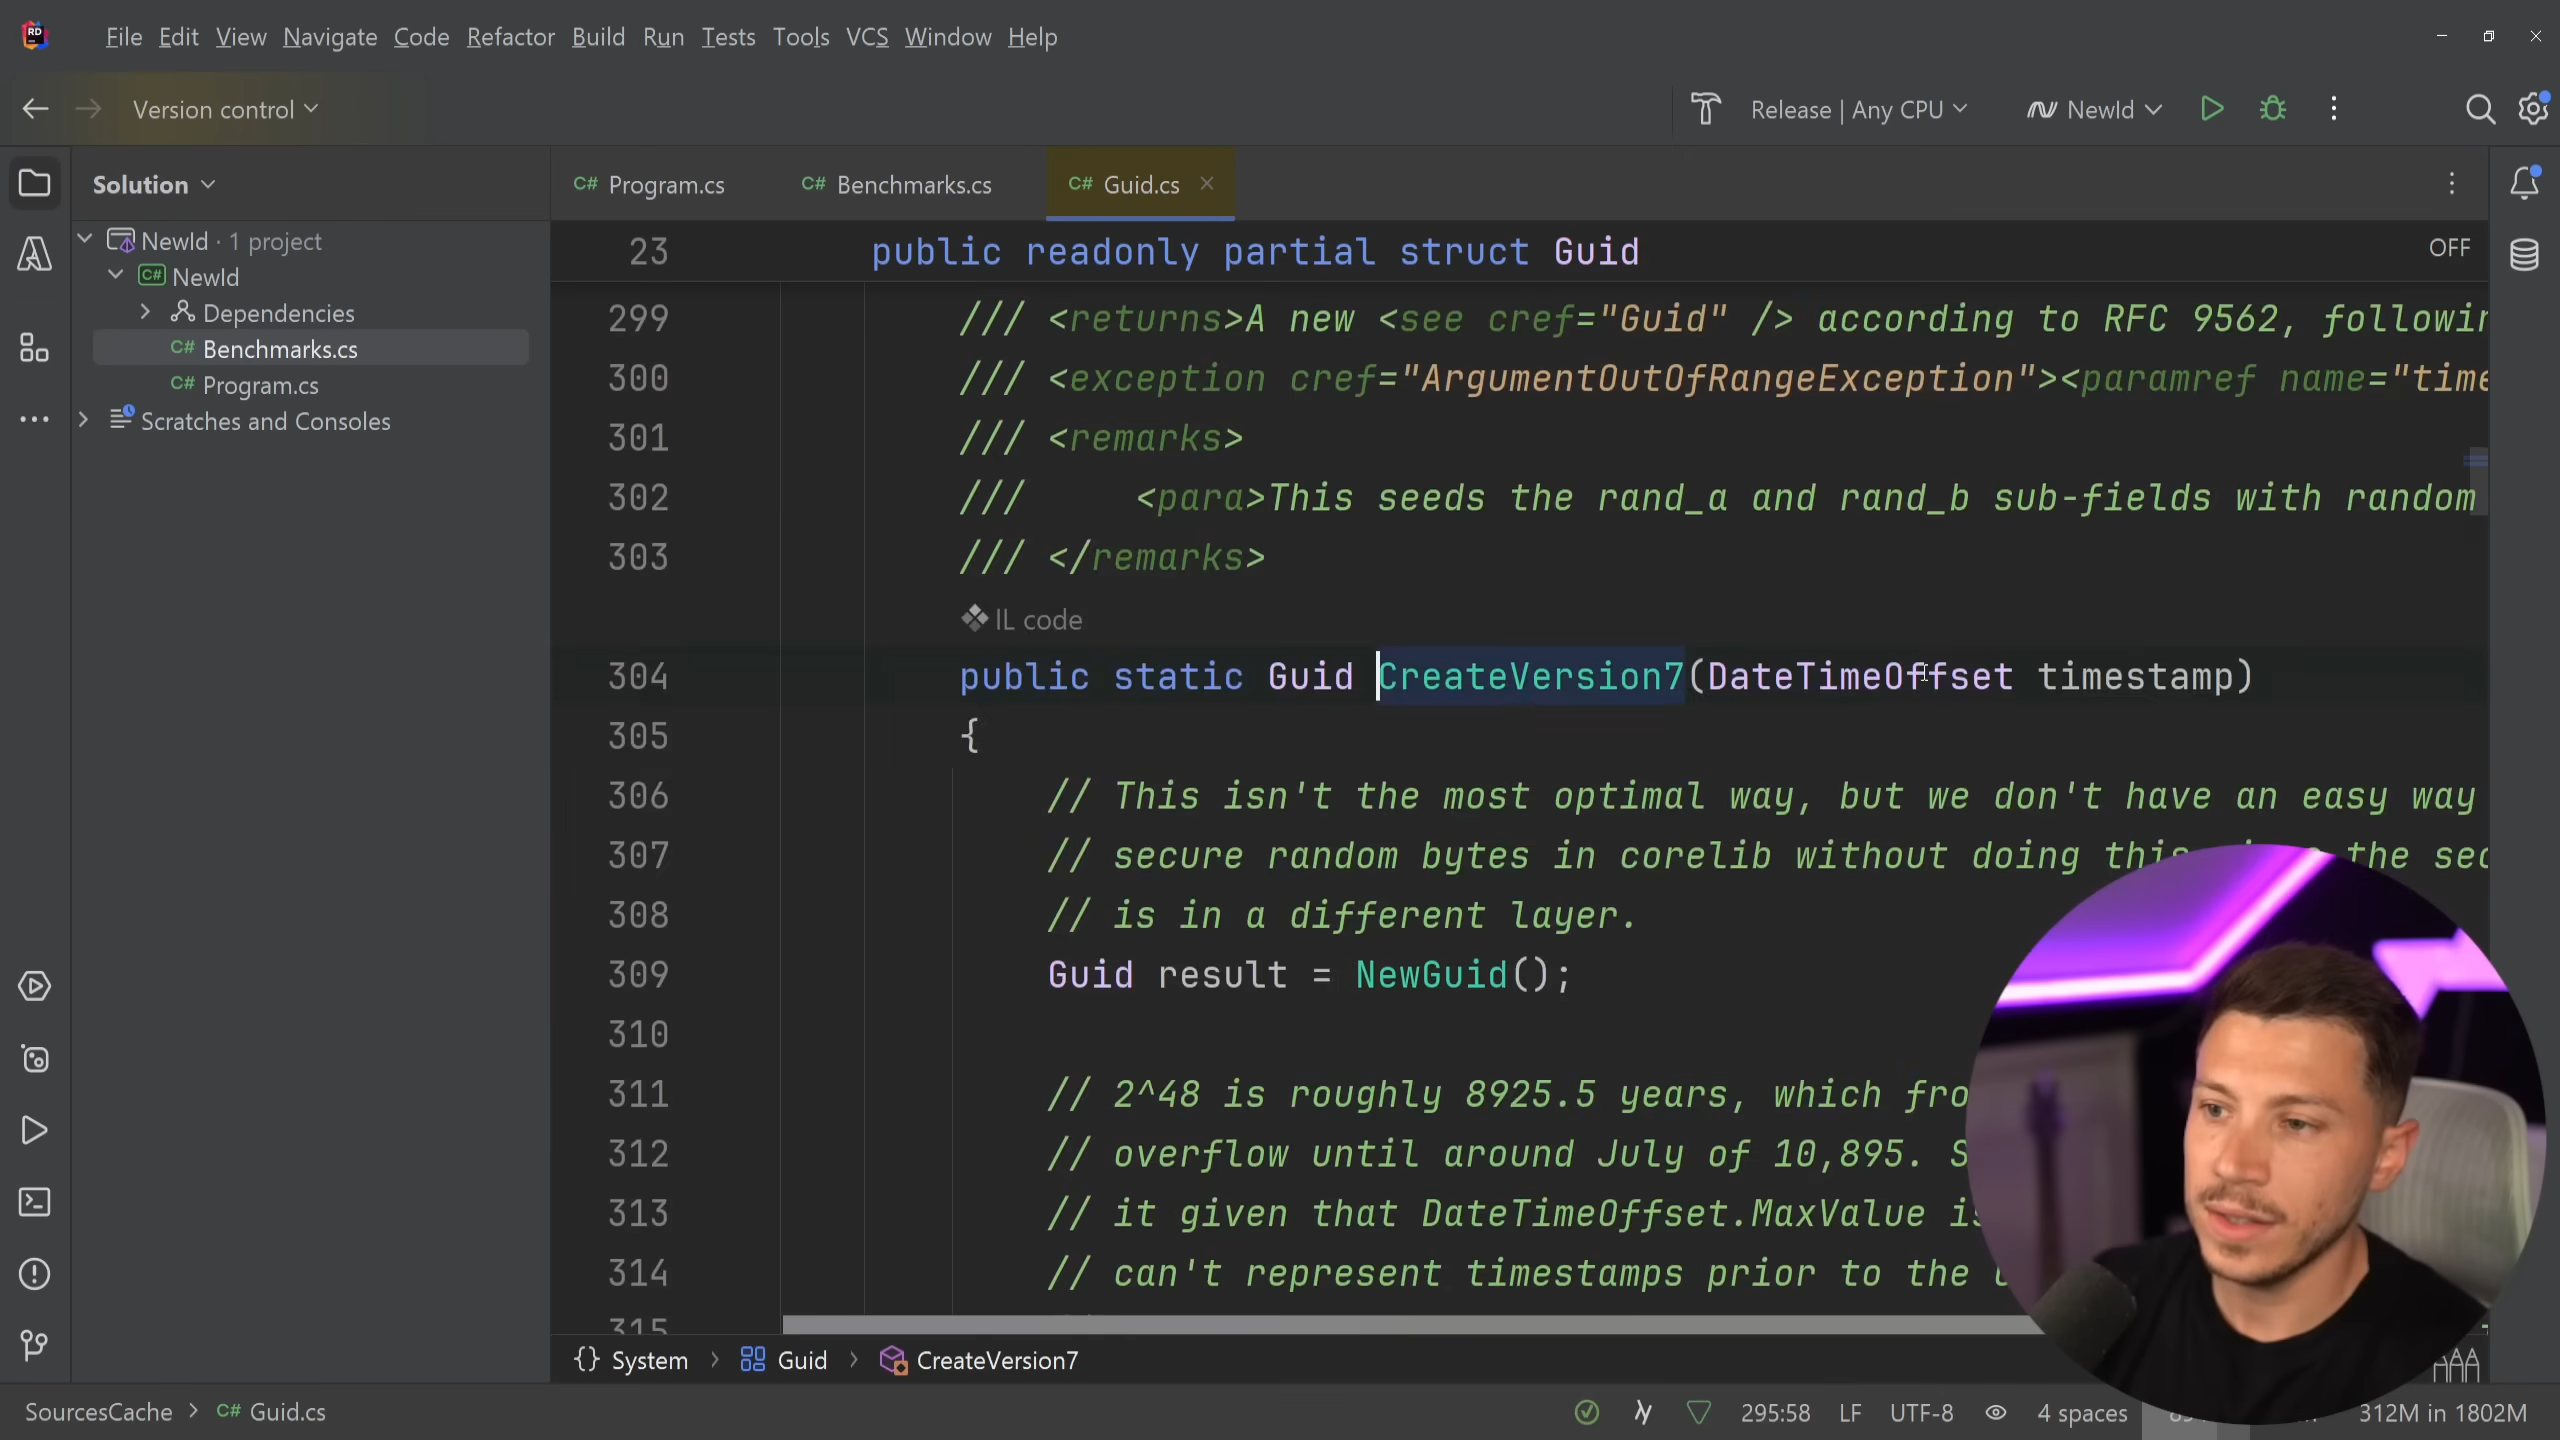 RD
File Edit View Navigate Code Refactor Build Run Tests Tools VCS Window Help
Version control
Release | Any CPU
NewId
Solution
C# Program.cs
C# Benchmarks.cs
C# Guid.cs
NewId · 1 project
C# NewId
Dependencies
C# Benchmarks.cs
C# Program.cs
Scratches and Consoles
23 public readonly partial struct Guid
OFF
299 /// <returns>A new <see cref="Guid" /> according to RFC 9562, followin
300 /// <exception cref="ArgumentOutOfRangeException"><paramref name="time
301 /// <remarks>
302 /// <para>This seeds the rand_a and rand_b sub-fields with random
303 /// </remarks>
IL code
304 public static Guid CreateVersion7(DateTimeOffset timestamp)
305 {
306 // This isn't the most optimal way, but we don't have an easy way
307 // secure random bytes in corelib without doing this the sec
308 // is in a different layer.
309 Guid result = NewGuid();
310
311 // 2^48 is roughly 8925.5 years, which fro
312 // overflow until around July of 10,895. S
313 // it given that DateTimeOffset.MaxValue is
314 // can't represent timestamps prior to the
315
{} System > Guid > CreateVersion7
SourcesCache > C# Guid.cs
295:58 LF UTF-8 4 spaces
312M in 1802M